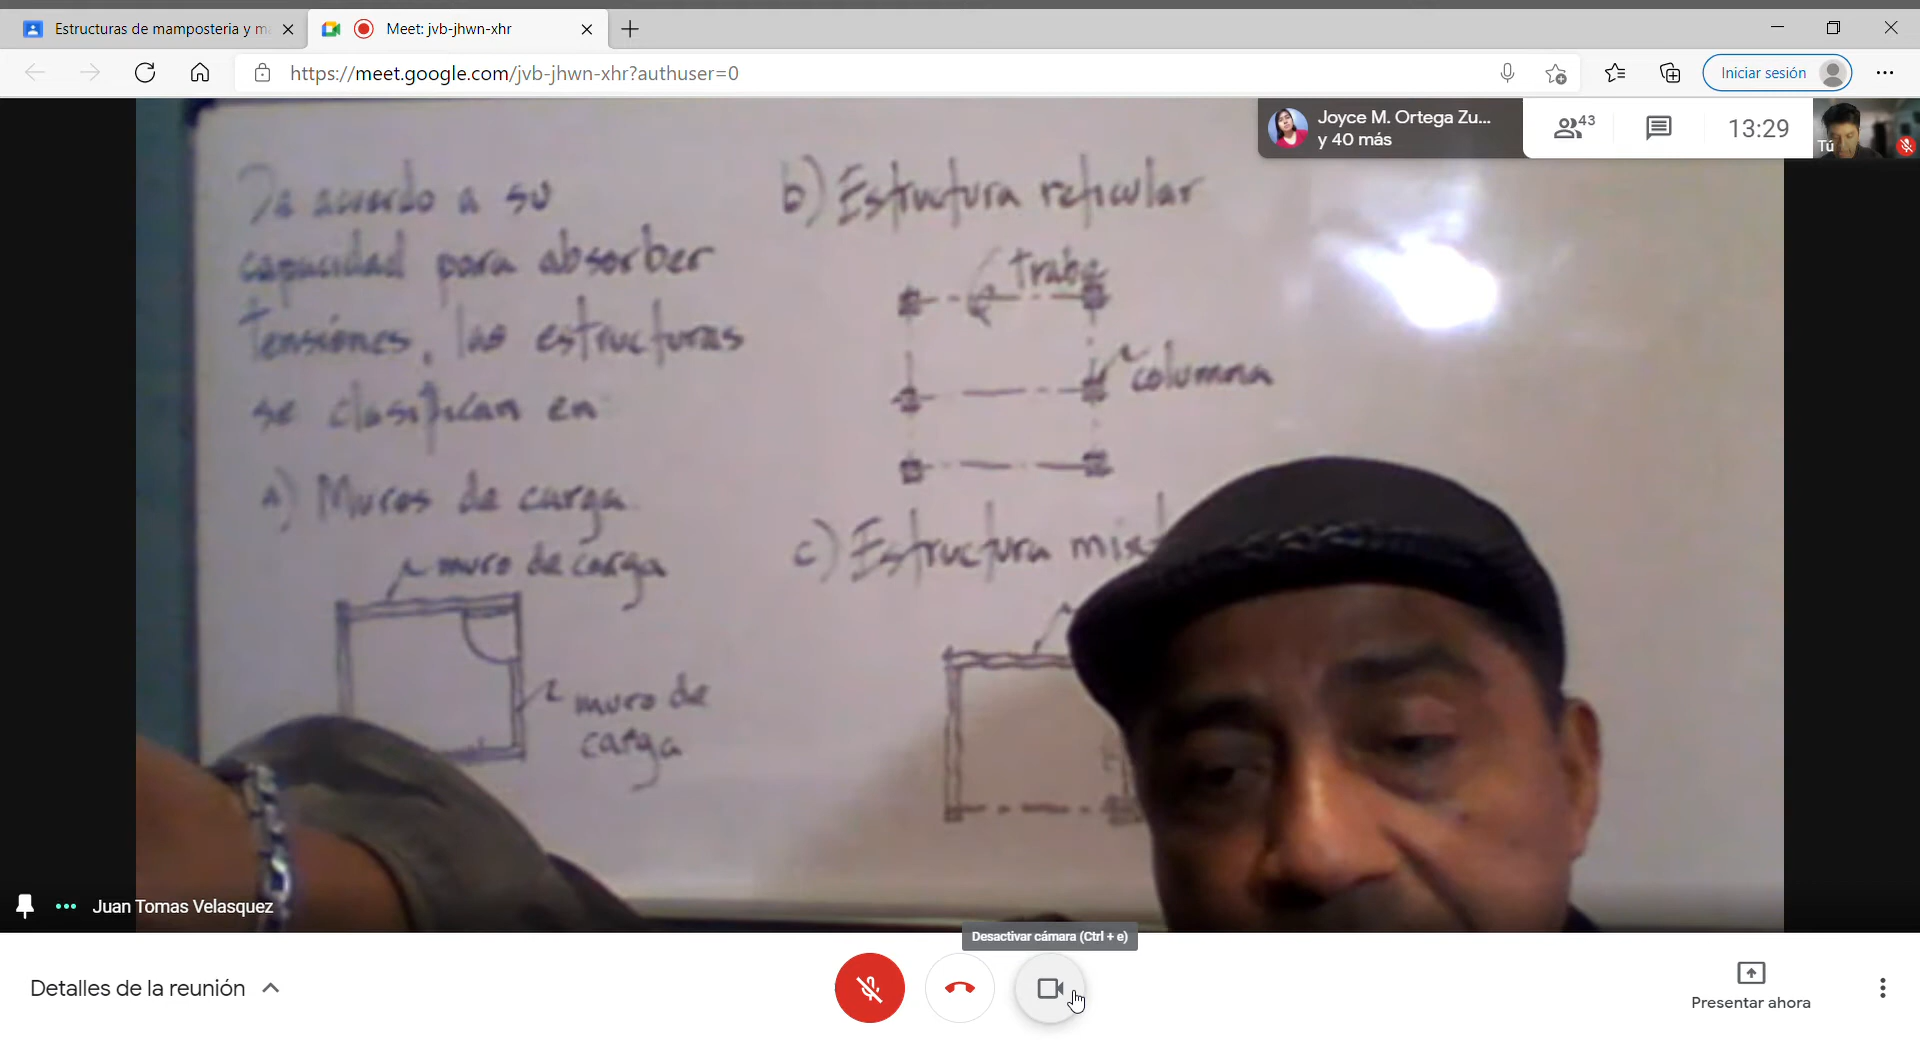 Estructuras de mamposteria y m
Meet: jvb-jhwn-xhr
https://meet.google.com/jvb-jhwn-xhr?authuser=0
Iniciar sesión
Joyce M. Ortega Zu...
y 40 más
43
13:29
Tú
De acuerdo a su
capacidad para absorber
tensiónes, las estructuras
se clasifican en
a) Muros de carga
muro de carga
muro de
carga
b) Estructura reticular
trabe
columna
c) Estructura mixt
Juan Tomas Velasquez
Desactivar cámara (Ctrl + e)
Detalles de la reunión
Presentar ahora